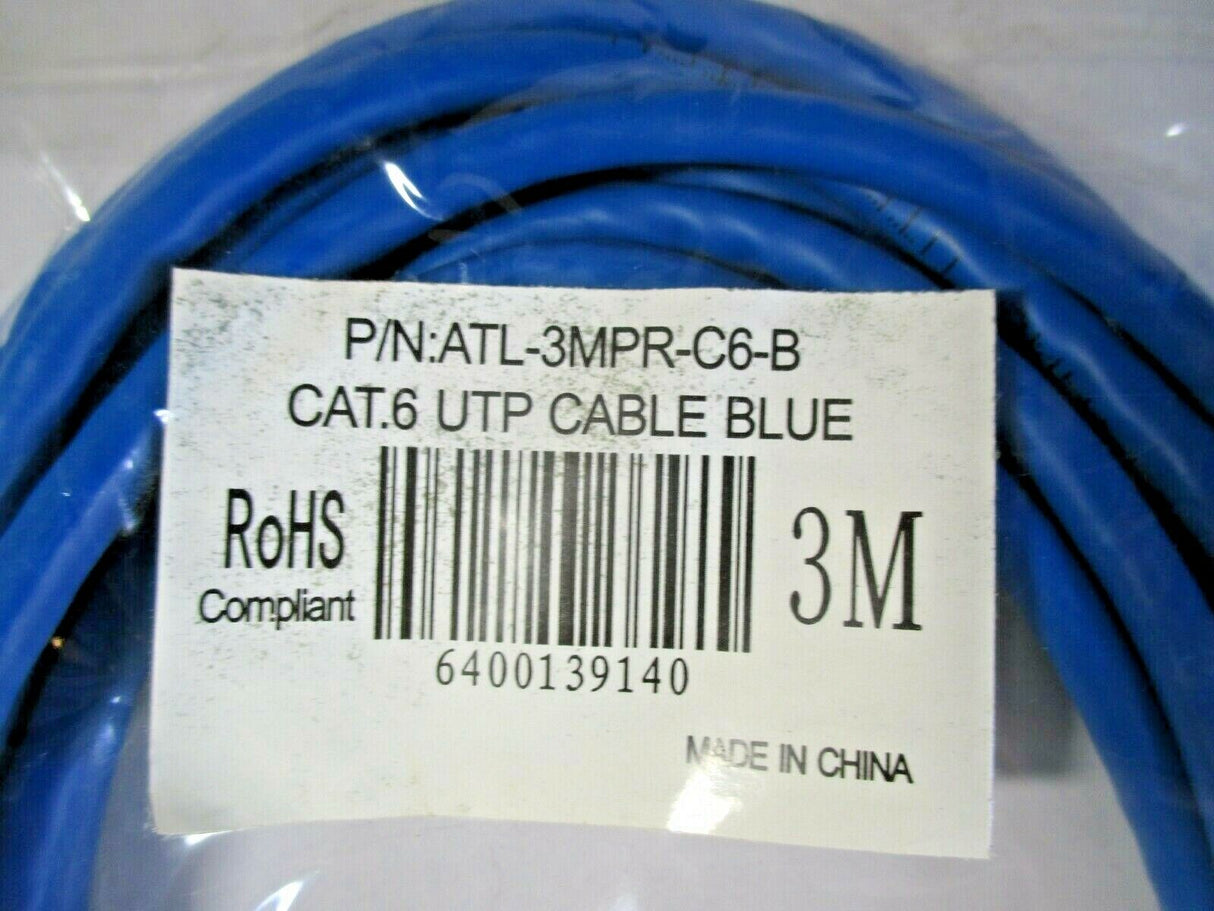 P/N:ATL-3MPR-C6-B
CAT.6 UTP CABLE BLUE
RoHS
Compliant
3M
6400139140
MADE IN CHINA